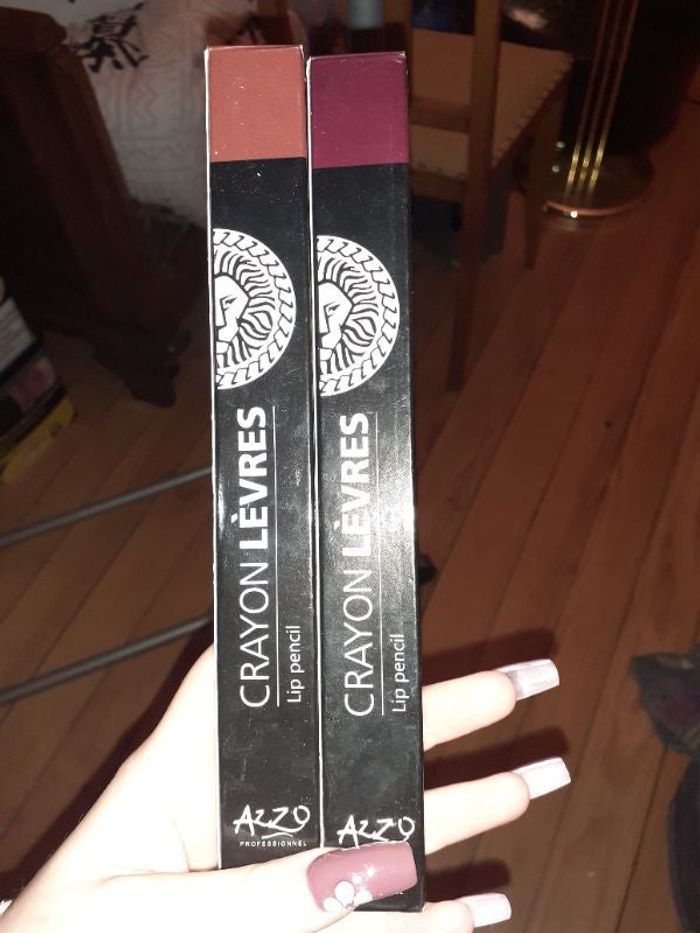 CRAYON LÈVRES
Lip pencil
AZZO
PROFESSIONNEL
CRAYON LÈVRES
Lip pencil
AZZO